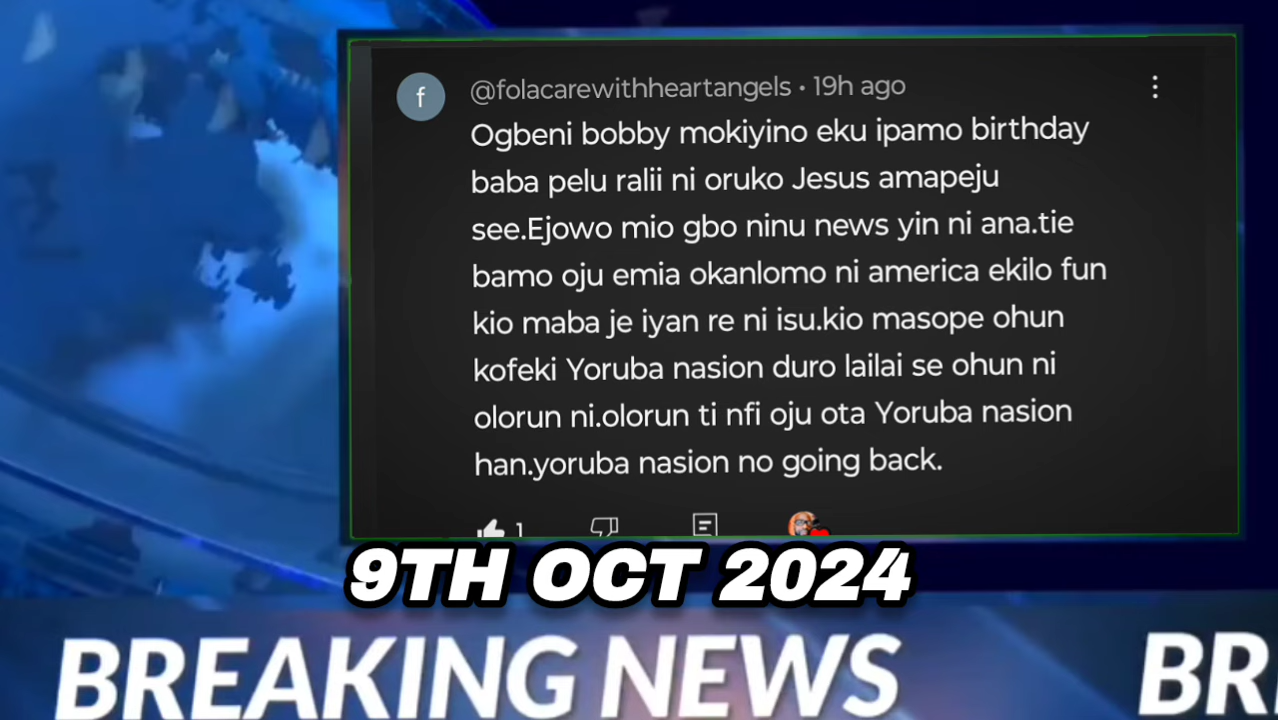 f
@folacarewithheartangels • 19h ago
Ogbeni bobby mokiyino eku ipamo birthday
baba pelu ralii ni oruko Jesus amapeju
see.Ejowo mio gbo ninu news yin ni ana.tie
bamo oju emia okanlomo ni america ekilo fun
kio maba je iyan re ni isu.kio masope ohun
kofeki Yoruba nasion duro lailai se ohun ni
olorun ni.olorun ti nfi oju ota Yoruba nasion
han.yoruba nasion no going back.
1
9TH OCT 2024
BREAKING NEWS
BR